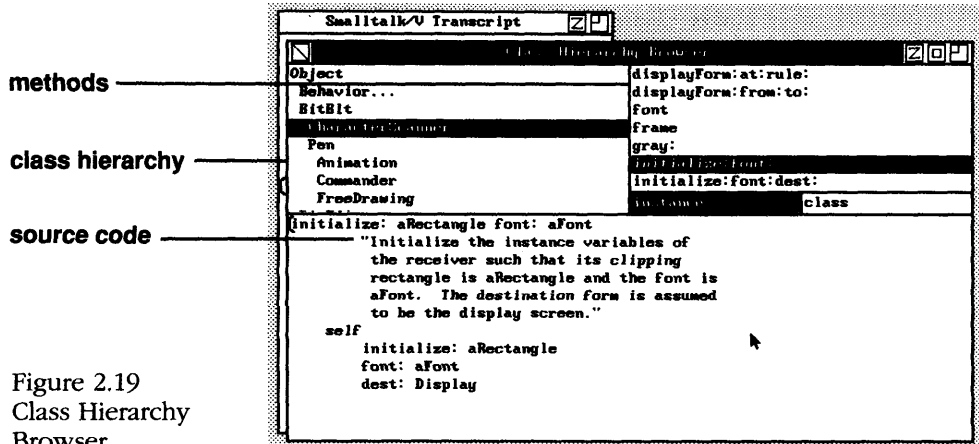 Smalltalk/V Transcript
Class Hierarchy Browser
methods
Object
Behavior...
BitBlt
CharacterScanner
Pen
Animation
Commander
FreeDrawing
displayForm:at:rule:
displayForm:from:to:
font
frame
gray:
initialize:font:
initialize:font:dest:
instance
class
class hierarchy
source code
initialize: aRectangle font: aFont
"Initialize the instance variables of
the receiver such that its clipping
rectangle is aRectangle and the font is
aFont. The destination form is assumed
to be the display screen."
self
initialize: aRectangle
font: aFont
dest: Display
Figure 2.19
Class Hierarchy
Browser